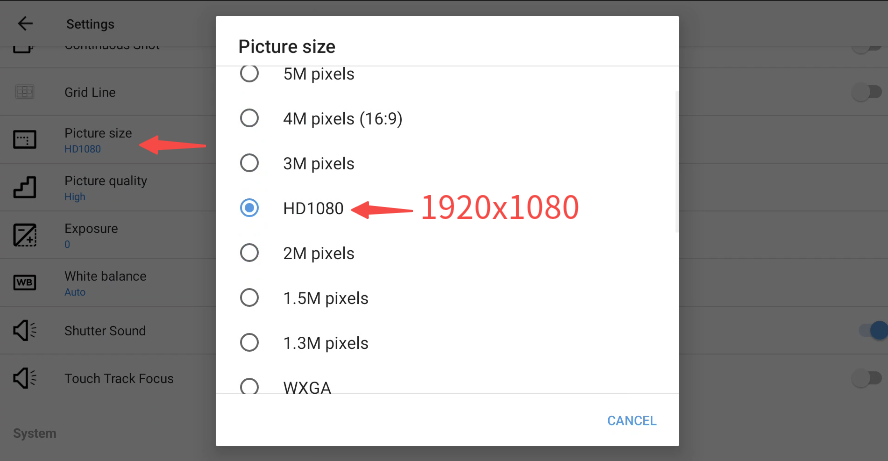 Settings
Continuous Shot
Grid Line
Picture size
HD1080
Picture quality
High
Exposure
0
White balance
WB
Auto
Shutter Sound
Touch Track Focus
System
Picture size
5M pixels
4M pixels (16:9)
3M pixels
HD1080
1920x1080
2M pixels
1.5M pixels
1.3M pixels
WXGA
CANCEL